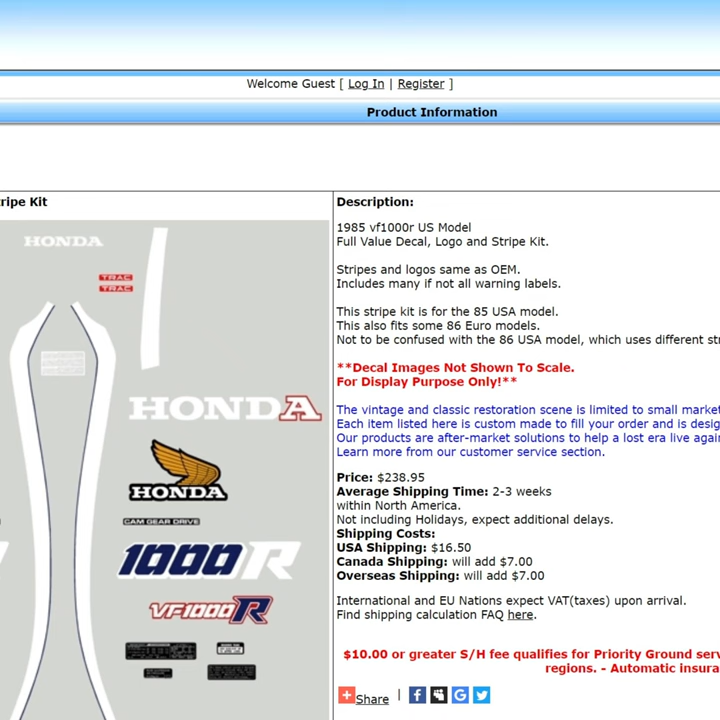 Welcome Guest [ Log In | Register ]
Product Information
ripe Kit
Description:
1985 vf1000r US Model
Full Value Decal, Logo and Stripe Kit.
Stripes and logos same as OEM.
Includes many if not all warning labels.
This stripe kit is for the 85 USA model.
This also fits some 86 Euro models.
Not to be confused with the 86 USA model, which uses different str
**Decal Images Not Shown To Scale.
For Display Purpose Only!**
The vintage and classic restoration scene is limited to small market
Each item listed here is custom made to fill your order and is desig
Our products are after-market solutions to help a lost era live agai
Learn more from our customer service section.
Price: $238.95
Average Shipping Time: 2-3 weeks
within North America.
Not including Holidays, expect additional delays.
Shipping Costs:
USA Shipping: $16.50
Canada Shipping: will add $7.00
Overseas Shipping: will add $7.00
International and EU Nations expect VAT(taxes) upon arrival.
Find shipping calculation FAQ here.
$10.00 or greater S/H fee qualifies for Priority Ground serv
regions. - Automatic insura
Share |
HONDA
TRAC
TRAC
HONDA
HONDA
CAM GEAR DRIVE
1000R
VF1000R